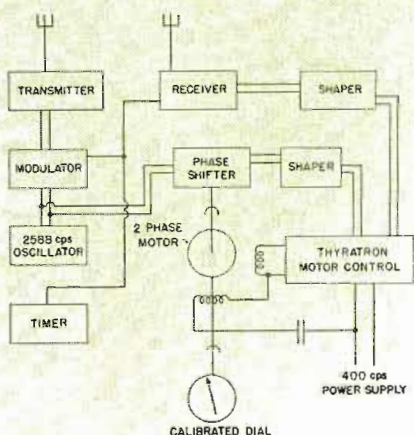 TRANSMITTER
RECEIVER
SHAPER
MODULATOR
PHASE
SHIFTER
SHAPER
2588 cps
OSCILLATOR
2 PHASE
MOTOR
THYRATRON
MOTOR CONTROL
TIMER
400 cps
POWER SUPPLY
CALIBRATED DIAL